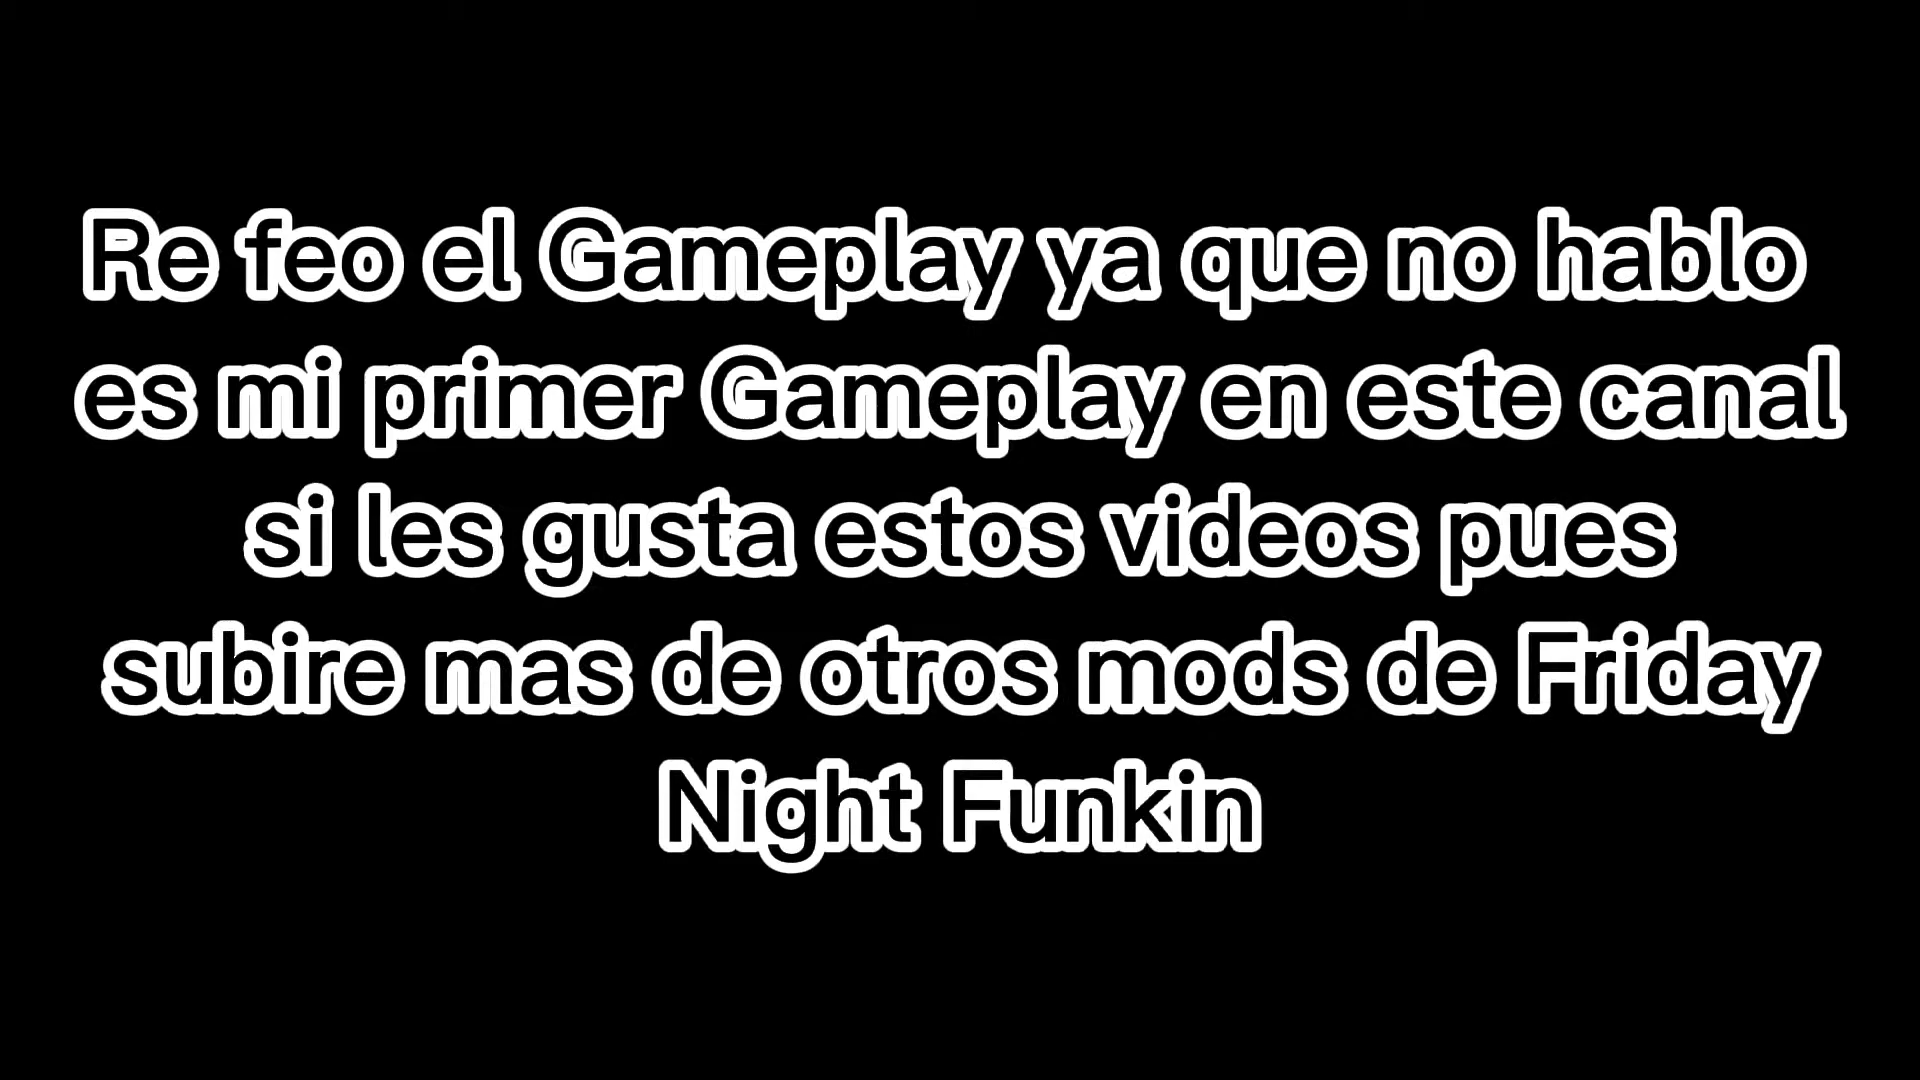 Re feo el Gameplay ya que no hablo
es mi primer Gameplay en este canal
si les gusta estos videos pues
subire mas de otros mods de Friday
Night Funkin